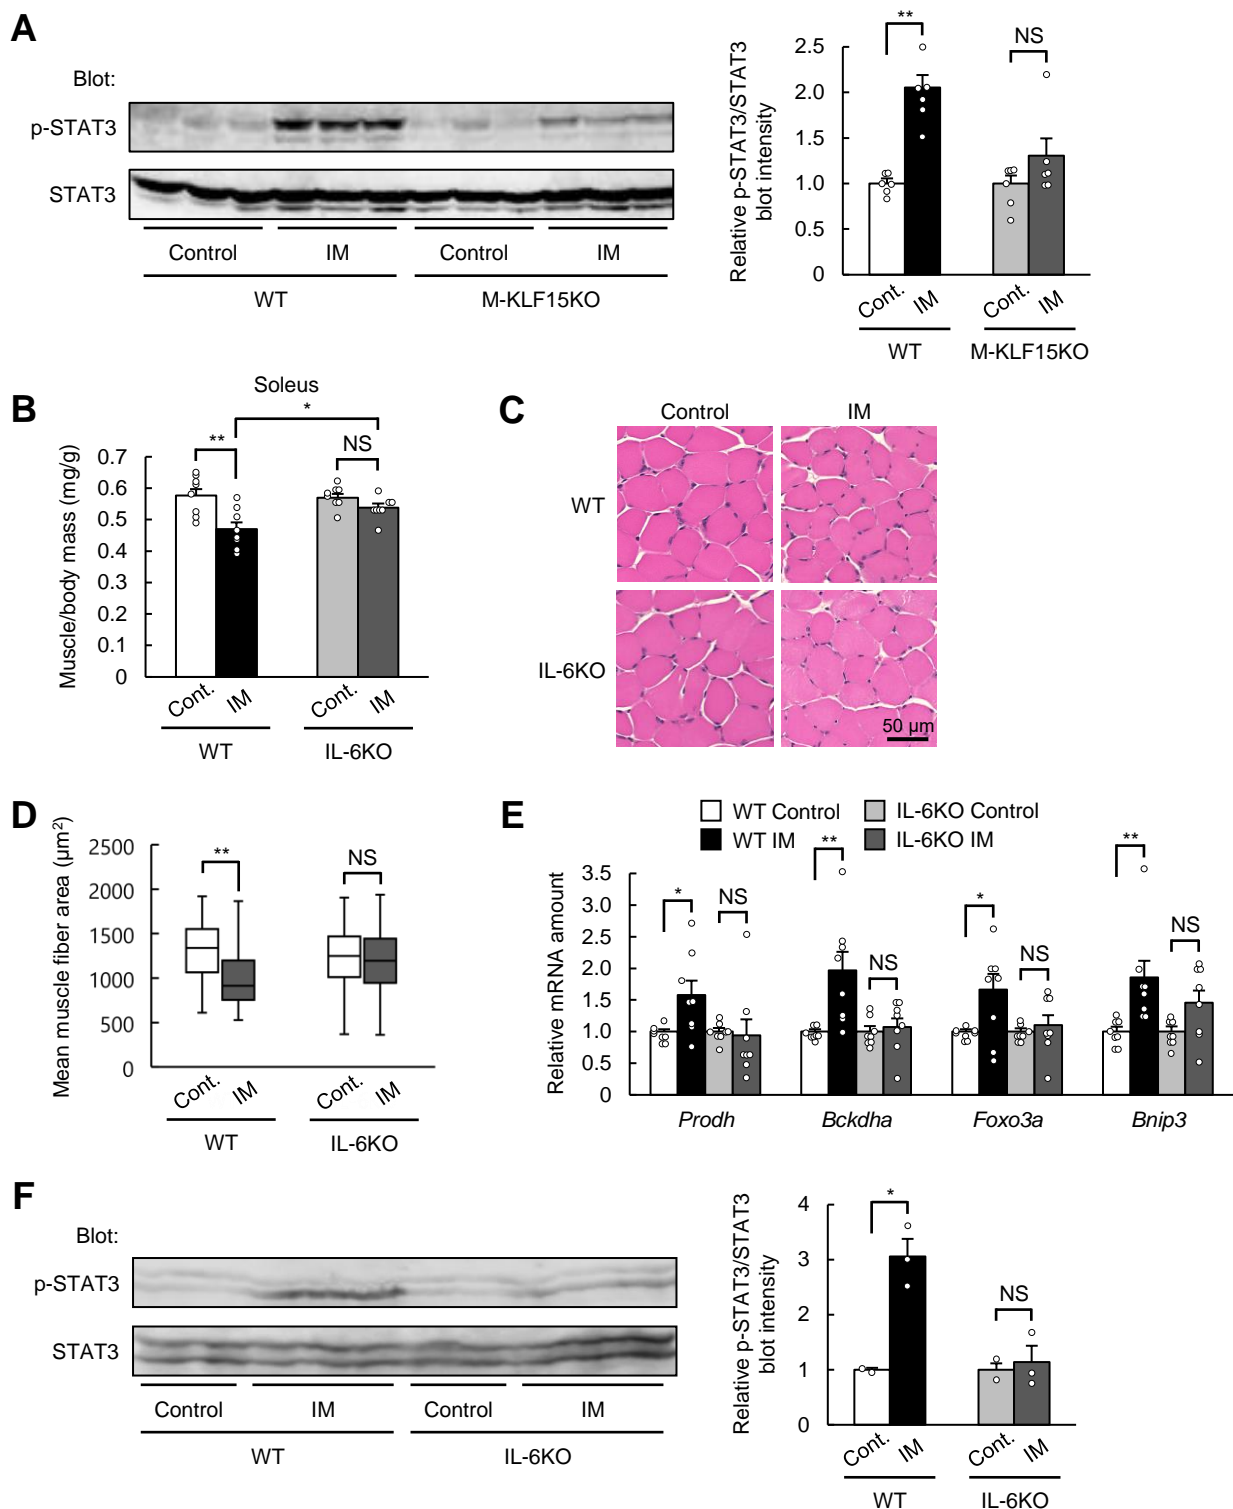 A
Blot:
p-STAT3
STAT3
Control IM Control IM
WT M-KLF15KO
Relative p-STAT3/STAT3
blot intensity
2.5
2.0
1.5
1.0
0.5
0
** NS
Cont. IM Cont. IM
WT M-KLF15KO
B
Soleus
*
** NS
Muscle/body mass (mg/g)
0.7
0.6
0.5
0.4
0.3
0.2
0.1
0
Cont. IM Cont. IM
WT IL-6KO
C
Control IM
WT
IL-6KO
50 µm
D
Mean muscle fiber area (µm²)
2500
2000
1500
1000
500
0
** NS
Cont. IM Cont. IM
WT IL-6KO
E
WT Control IL-6KO Control
WT IM IL-6KO IM
Relative mRNA amount
3.5
3.0
2.5
2.0
1.5
1.0
0.5
0
* NS ** NS * NS ** NS
Prodh Bckdha Foxo3a Bnip3
F
Blot:
p-STAT3
STAT3
Control IM Control IM
WT IL-6KO
Relative p-STAT3/STAT3
blot intensity
4
3
2
1
0
* NS
Cont. IM Cont. IM
WT IL-6KO